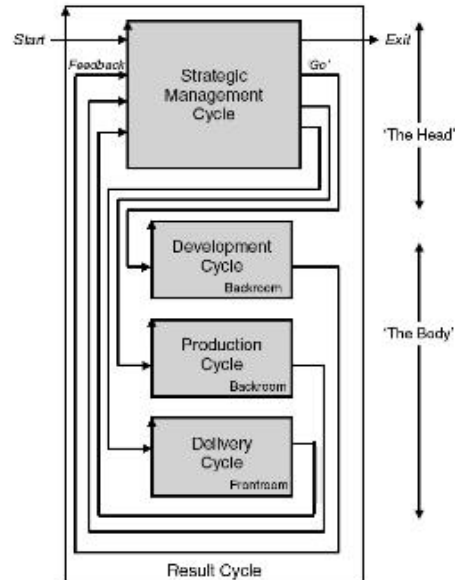 Start
Exit
Feedback
'Go'
Strategic
Management
Cycle
'The Head'
Development
Cycle
Backroom
'The Body'
Production
Cycle
Backroom
Delivery
Cycle
Frontroom
Result Cycle